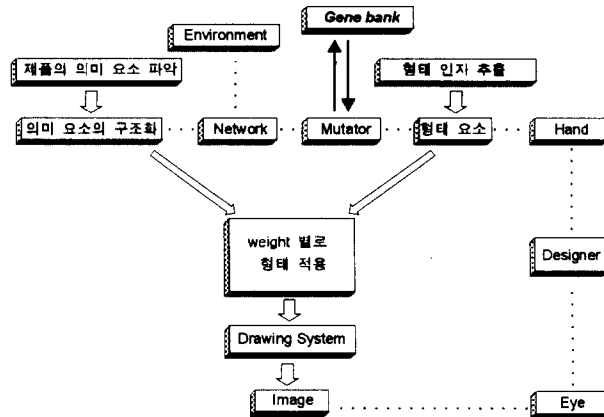 Environment
Gene bank
제품의 의미 요소 파악
형태 인자 추출
의미 요소의 구조화
Network
Mutator
형태 요소
Hand
weight 별로
형태 적용
Designer
Drawing System
Image
Eye